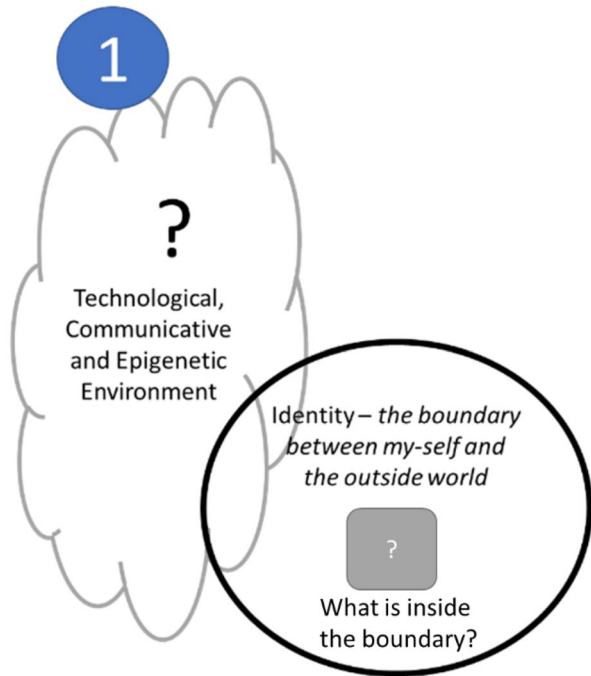 1
?
Technological,
Communicative
and Epigenetic
Environment
Identity – the boundary
between my-self and
the outside world
?
What is inside
the boundary?